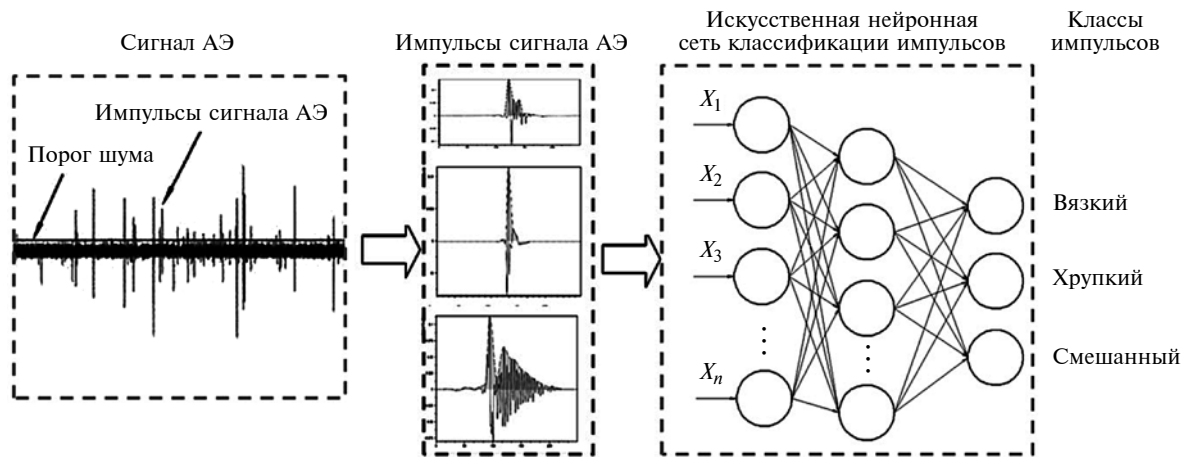 Сигнал АЭ
Импульсы сигнала АЭ
Порог шума
Импульсы сигнала АЭ
Искусственная нейронная
сеть классификации импульсов
X1
X2
X3
Xn
Классы
импульсов
Вязкий
Хрупкий
Смешанный